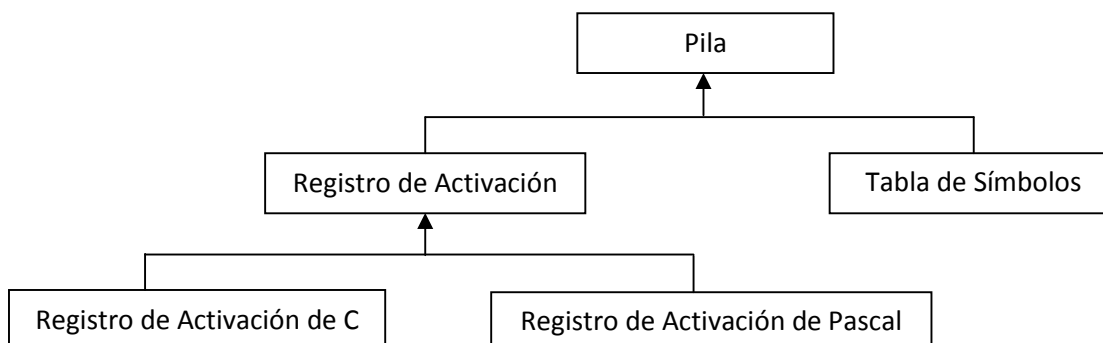 Pila
Registro de Activación
Tabla de Símbolos
Registro de Activación de C
Registro de Activación de Pascal